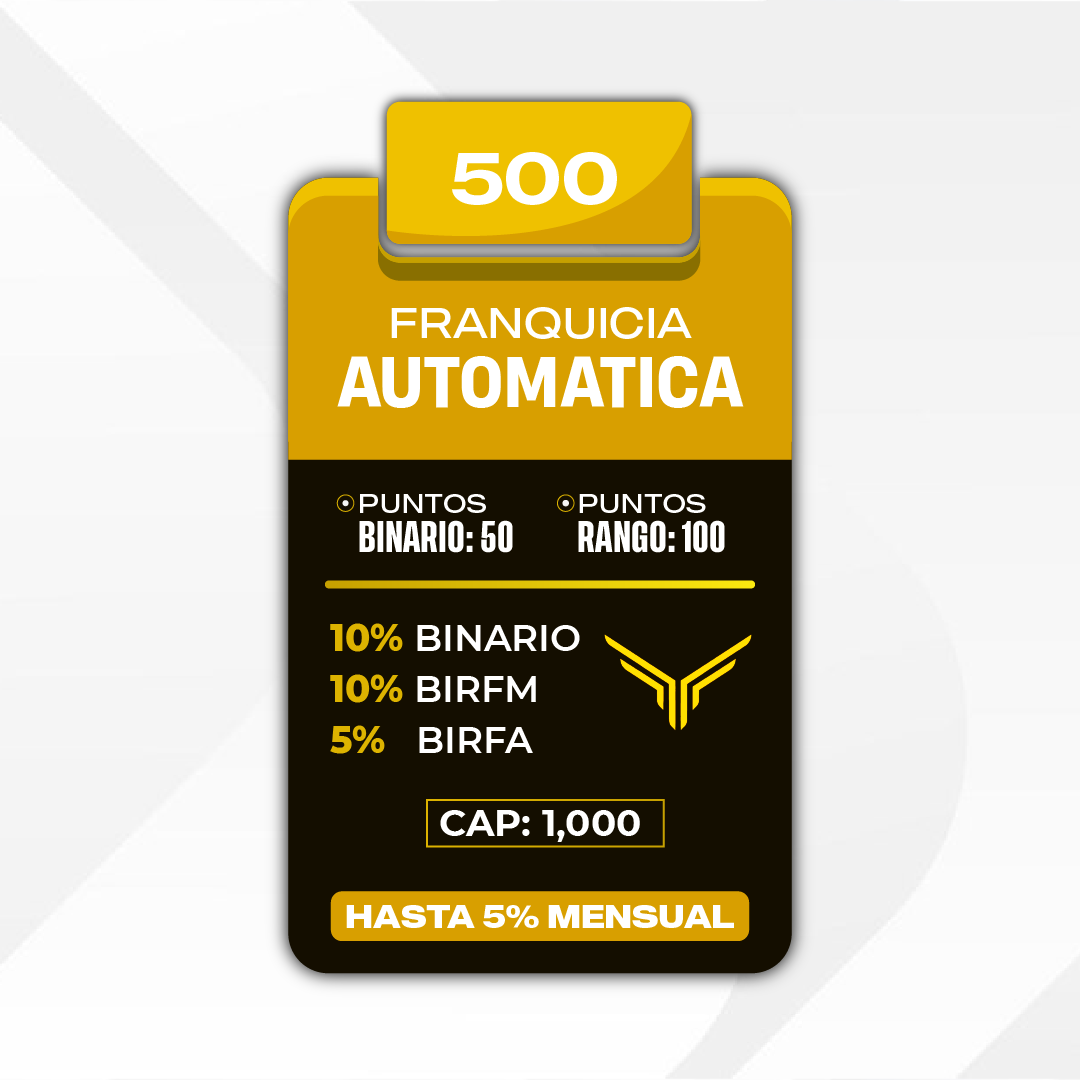 500
FRANQUICIA
AUTOMATICA
PUNTOS
BINARIO: 50
PUNTOS
RANGO: 100
10% BINARIO
10% BIRFM
5% BIRFA
CAP: 1,000
HASTA 5% MENSUAL